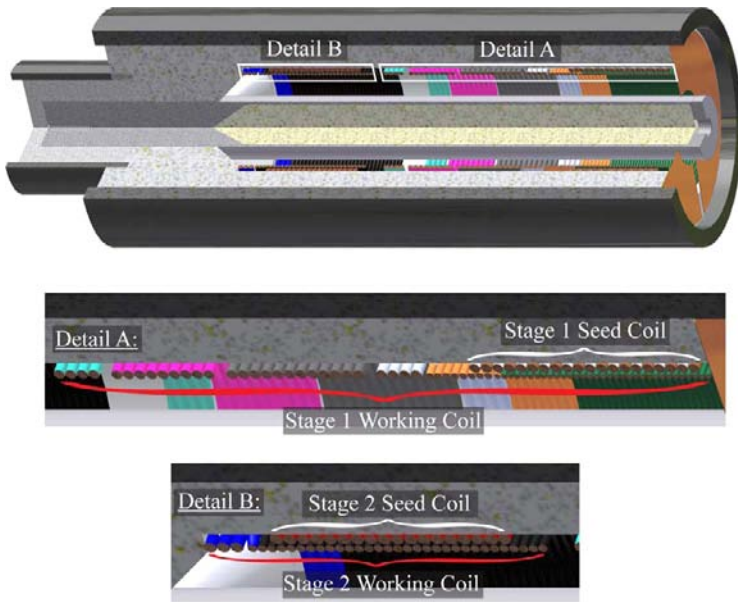 Detail B
Detail A
Detail A:
Stage 1 Seed Coil
Stage 1 Working Coil
Detail B:
Stage 2 Seed Coil
Stage 2 Working Coil